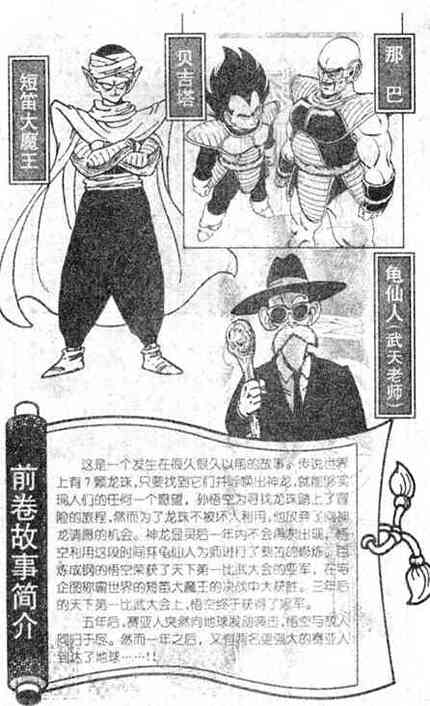 短笛大魔王
贝吉塔
那巴
龟仙人(武天老师)
前卷故事简介
这是一个发生在很久很久以前的故事。传说世界
上有7颗龙珠,只要找到它们并呼唤出神龙,就能够实
现人们的任何一个愿望,孙悟空为寻找龙珠踏上了冒
险的旅程,然而为了龙珠不被坏人利用,他放弃了向神
龙请愿的机会。神龙显灵后一年内不会再度出现,悟
空利用这段时间拜龟仙人为师进行了艰苦的修炼。百
炼成钢的悟空荣获了天下第一比武大会的亚军,在与
企图称霸世界的短笛大魔王的决战中大获胜。三年后
的天下第一比武大会上,悟空终于获得了冠军。
五年后,赛亚人突然向地球发动袭击,悟空与敌人
同归于尽。然而一年之后,又有两名更强大的赛亚人
到达了地球……!!